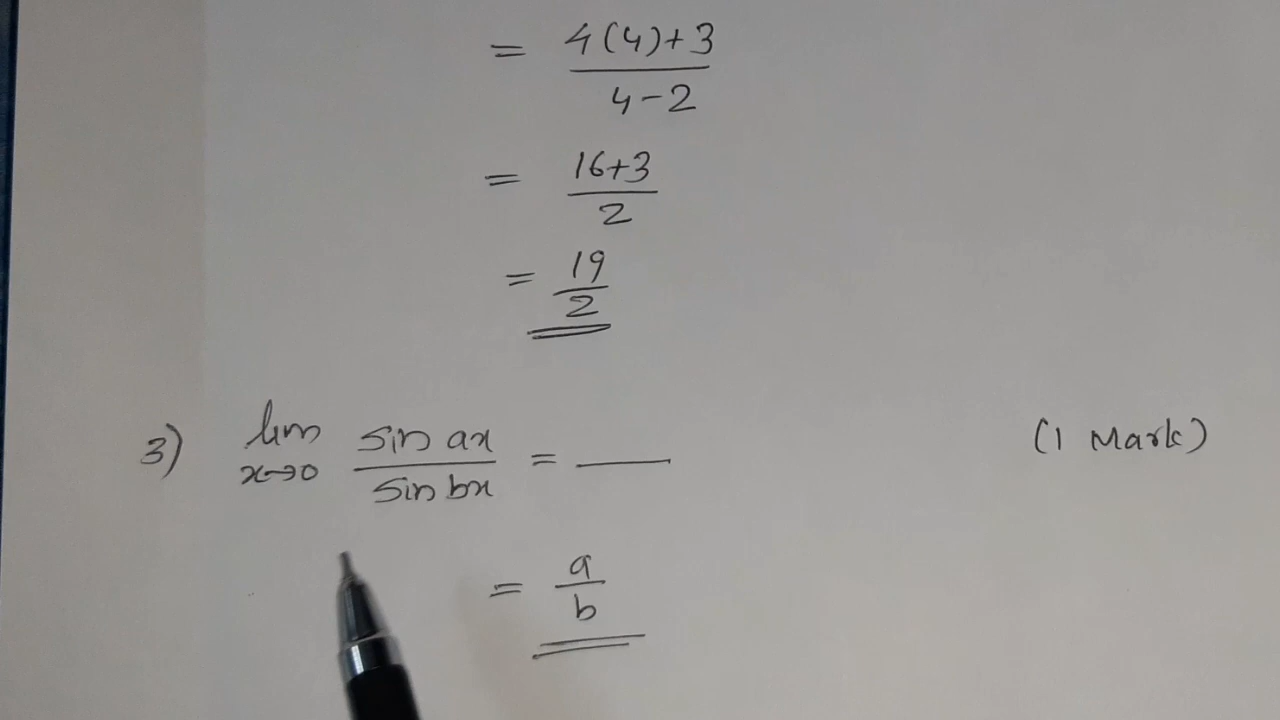 = 4(4)+3 / 4-2
= 16+3 / 2
= 19 / 2
3) lim x→0 sin ax / sin bx = ___ (1 Mark)
= a / b